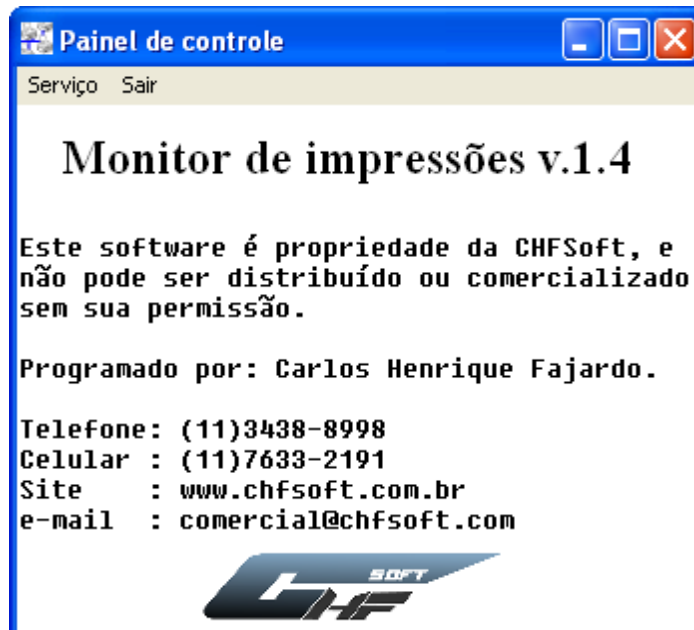 Painel de controle
Serviço Sair
Monitor de impressões v.1.4
Este software é propriedade da CHFSoft, e
não pode ser distribuído ou comercializado
sem sua permissão.
Programado por: Carlos Henrique Fajardo.
Telefone: (11)3438-8998
Celular : (11)7633-2191
Site    : www.chfsoft.com.br
e-mail  : comercial@chfsoft.com
SOFT
CHF